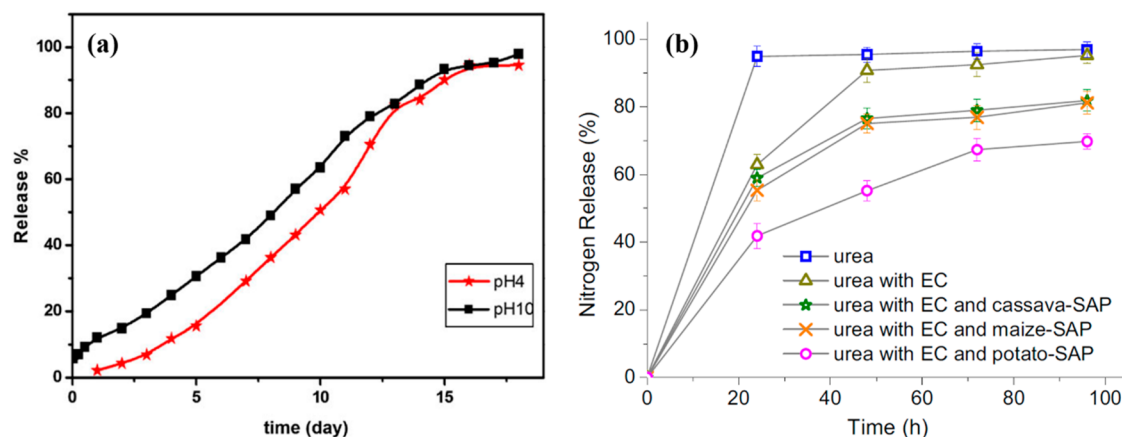 (a)
100
80
60
40
20
0
Release %
0
5
10
15
time (day)
pH4
pH10
(b)
100
80
60
40
20
0
Nitrogen Release (%)
0
20
40
60
80
100
Time (h)
urea
urea with EC
urea with EC and cassava-SAP
urea with EC and maize-SAP
urea with EC and potato-SAP